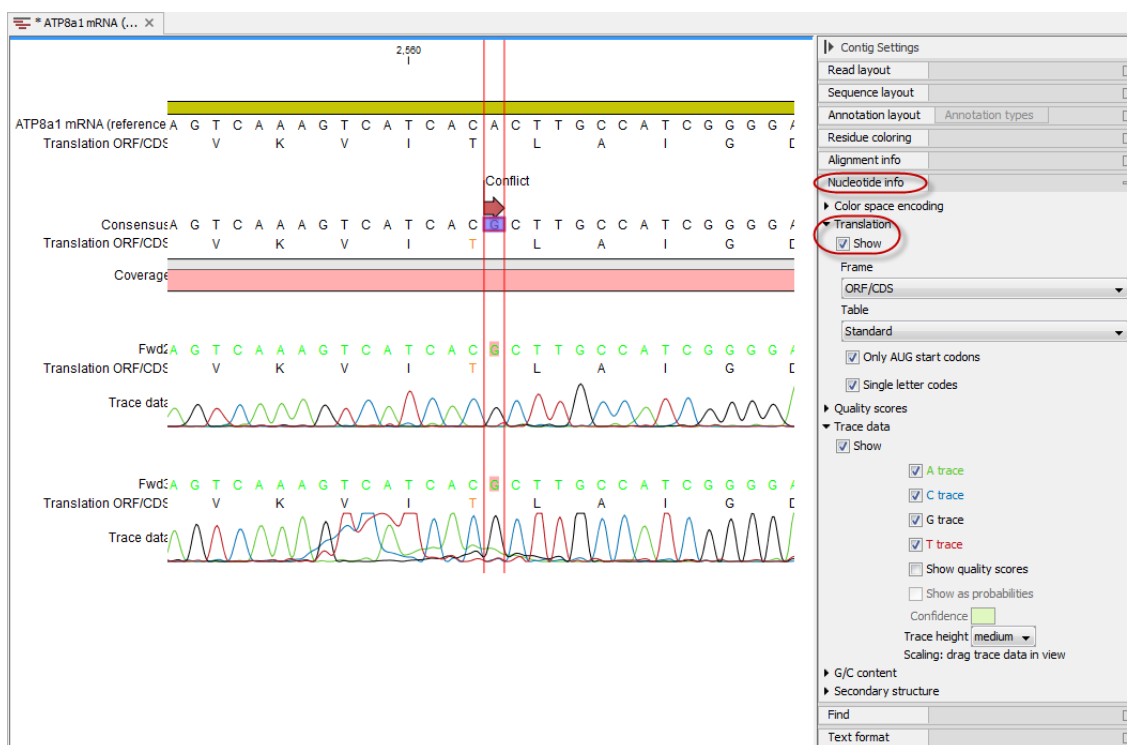 * ATP8a1 mRNA (... ×
2,560
ATP8a1 mRNA (reference A G T C A A A G T C A T C A C A C T T G C C A T C G G G G A
Translation ORF/CDS V K V I T L A I G D
Conflict
Consensus A G T C A A A G T C A T C A C G C T T G C C A T C G G G G A
Translation ORF/CDS V K V I T L A I G D
Coverage
Fwd2 A G T C A A A G T C A T C A C G C T T G C C A T C G G G G A
Translation ORF/CDS V K V I T L A I G D
Trace data
Fwd3 A G T C A A A G T C A T C A C G C T T G C C A T C G G G G A
Translation ORF/CDS V K V I T L A I G D
Trace data
Contig Settings
Read layout
Sequence layout
Annotation layout Annotation types
Residue coloring
Alignment info
Nucleotide info
Color space encoding
Translation
Show
Frame
ORF/CDS
Table
Standard
Only AUG start codons
Single letter codes
Quality scores
Trace data
Show
A trace
C trace
G trace
T trace
Show quality scores
Show as probabilities
Confidence
Trace height medium
Scaling: drag trace data in view
G/C content
Secondary structure
Find
Text format